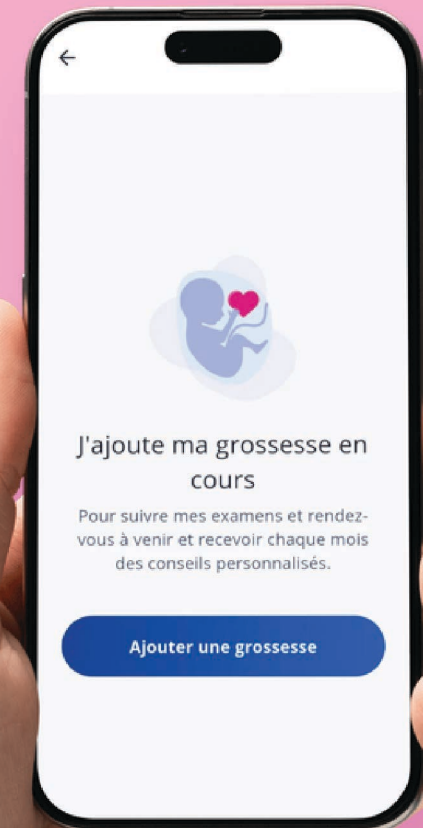 J'ajoute ma grossesse en
cours
Pour suivre mes examens et rendez-
vous à venir et recevoir chaque mois
des conseils personnalisés.
Ajouter une grossesse